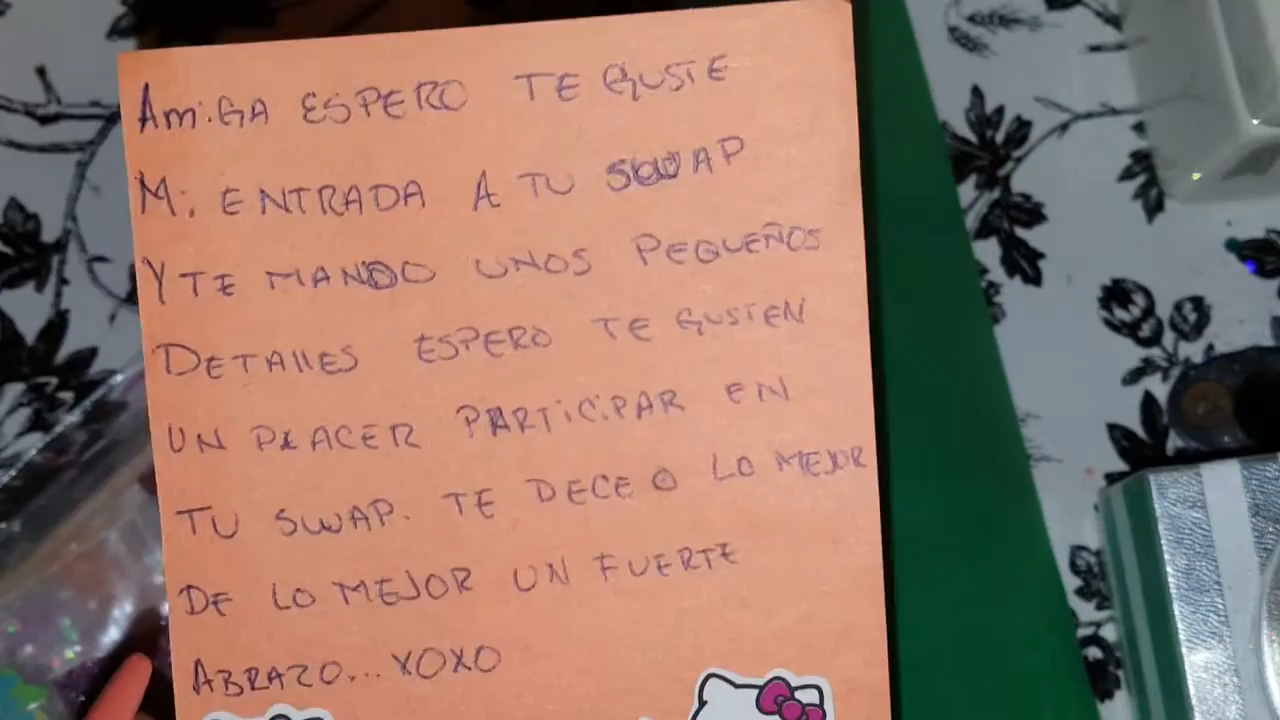 AMiGA ESPERO TE GUSTE
Mi ENTRADA A TU SWAP
Y TE MANDO UNOS PEQUEÑOS
DETALLES ESPERO TE GUSTEN
UN PLACER PARTICIPAR EN
TU SWAP. TE DECEO LO MEJOR
DE LO MEJOR UN FUERTE
ABRAZO... XOXO